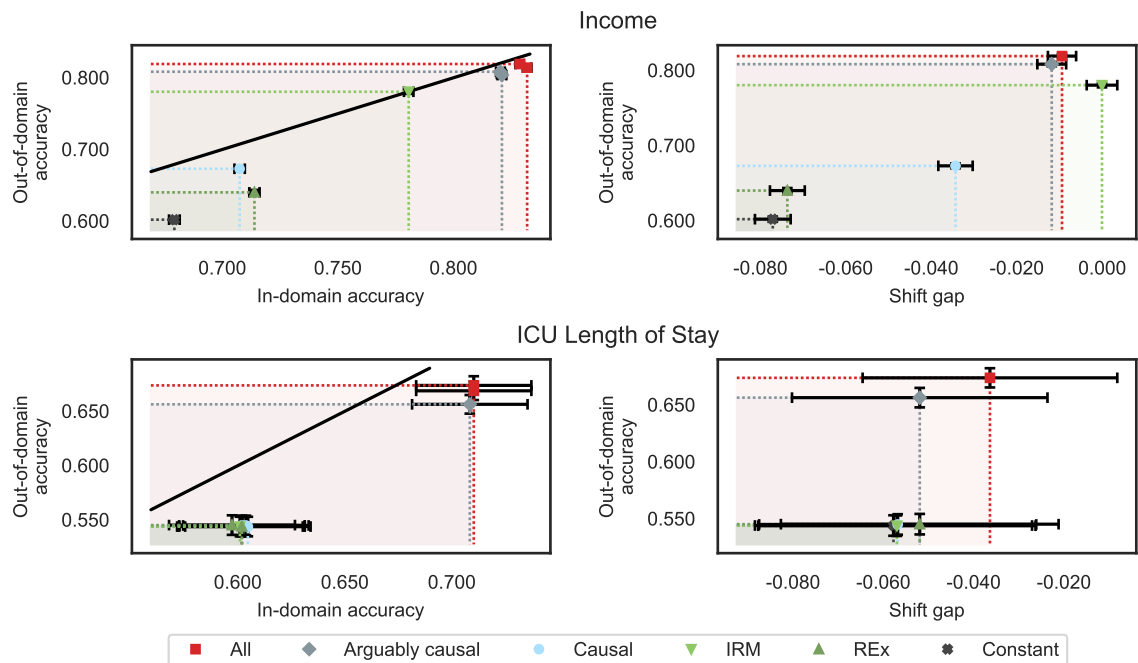 Income
Out-of-domain
accuracy
0.800
0.700
0.600
0.700 0.750 0.800
In-domain accuracy
Out-of-domain
accuracy
0.800
0.700
0.600
-0.080 -0.060 -0.040 -0.020 0.000
Shift gap
ICU Length of Stay
Out-of-domain
accuracy
0.650
0.600
0.550
0.600 0.650 0.700
In-domain accuracy
Out-of-domain
accuracy
0.650
0.600
0.550
-0.080 -0.060 -0.040 -0.020
Shift gap
All Arguably causal Causal IRM REx Constant